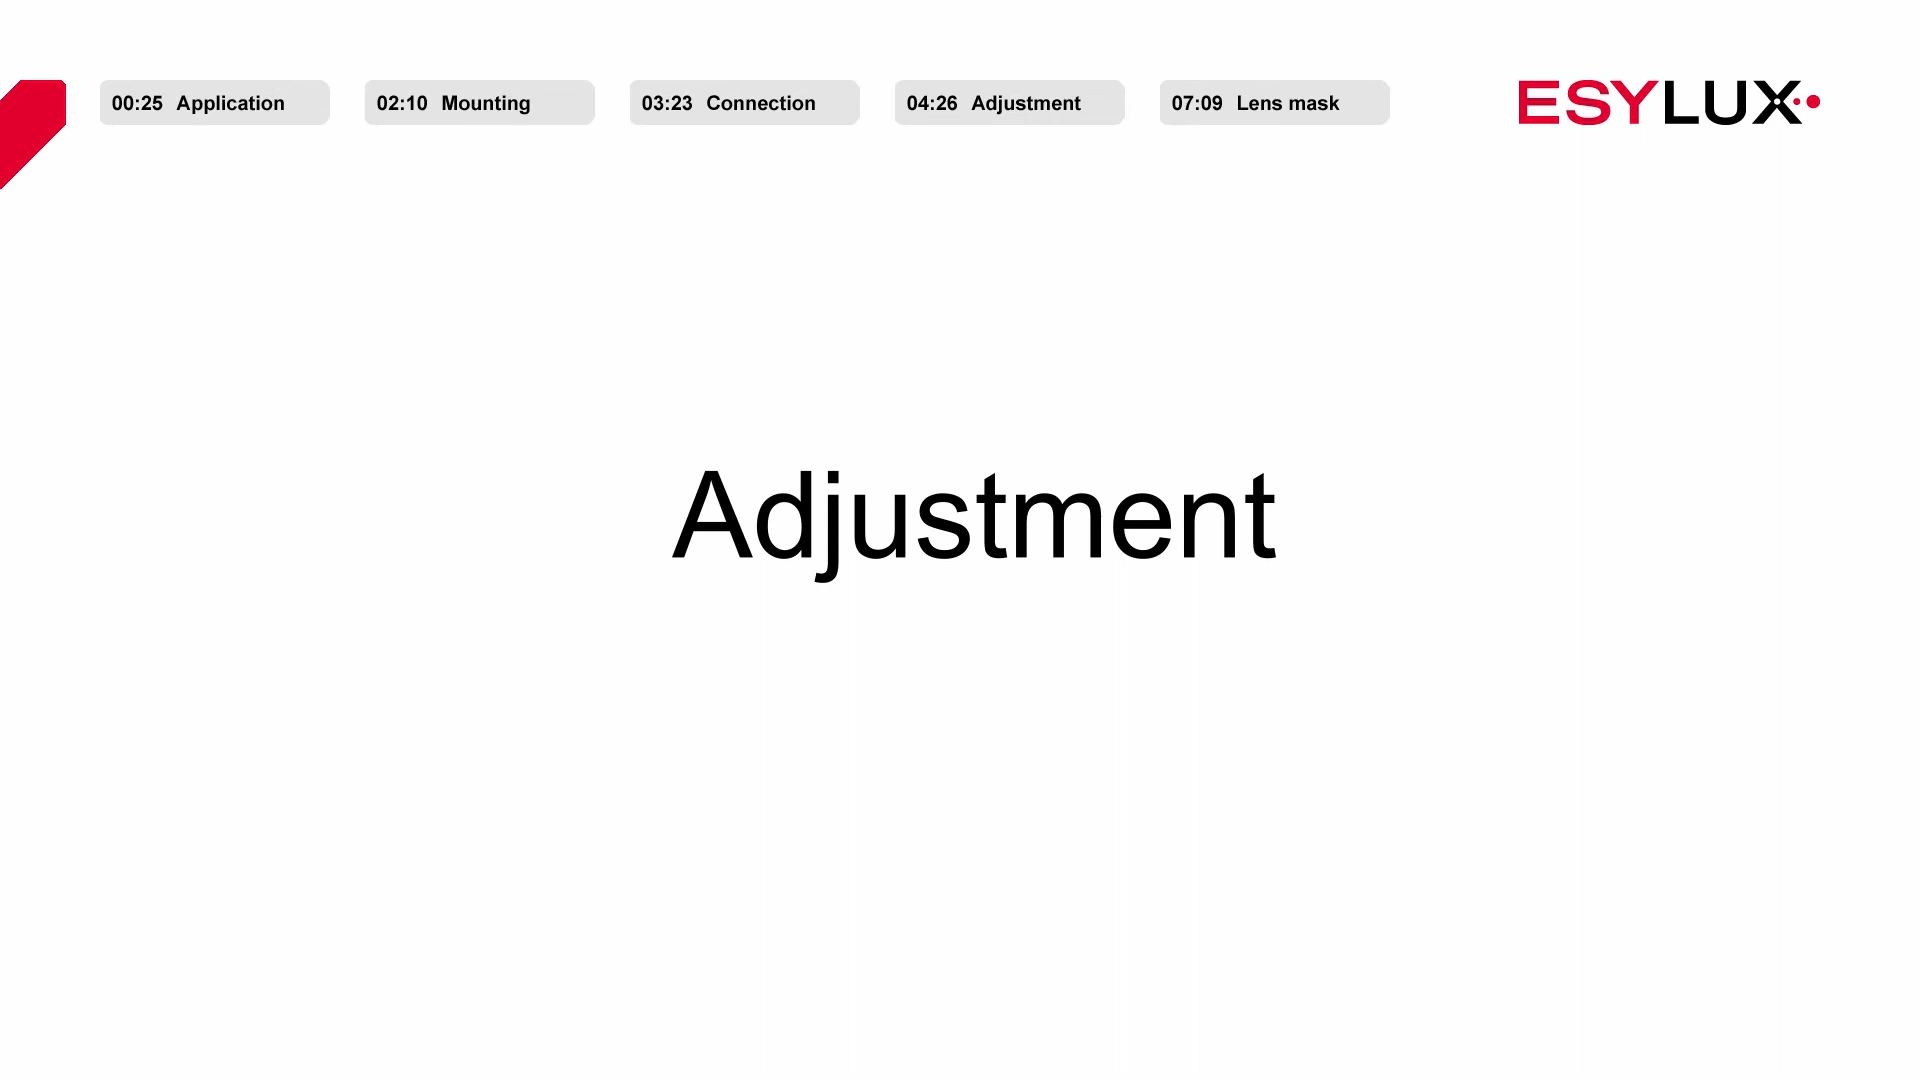 00:25 Application
02:10 Mounting
03:23 Connection
04:26 Adjustment
07:09 Lens mask
ESYLUX
Adjustment